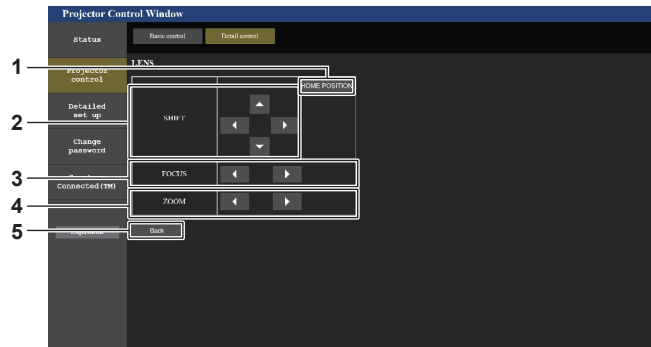 Projector Control Window
Status
Basic control
Detail control
LENS
1
Projector
control
HOME POSITION
Detailed
set up
2
SHIFT
Change
password
3
FOCUS
Connected(TM)
4
ZOOM
5
Back